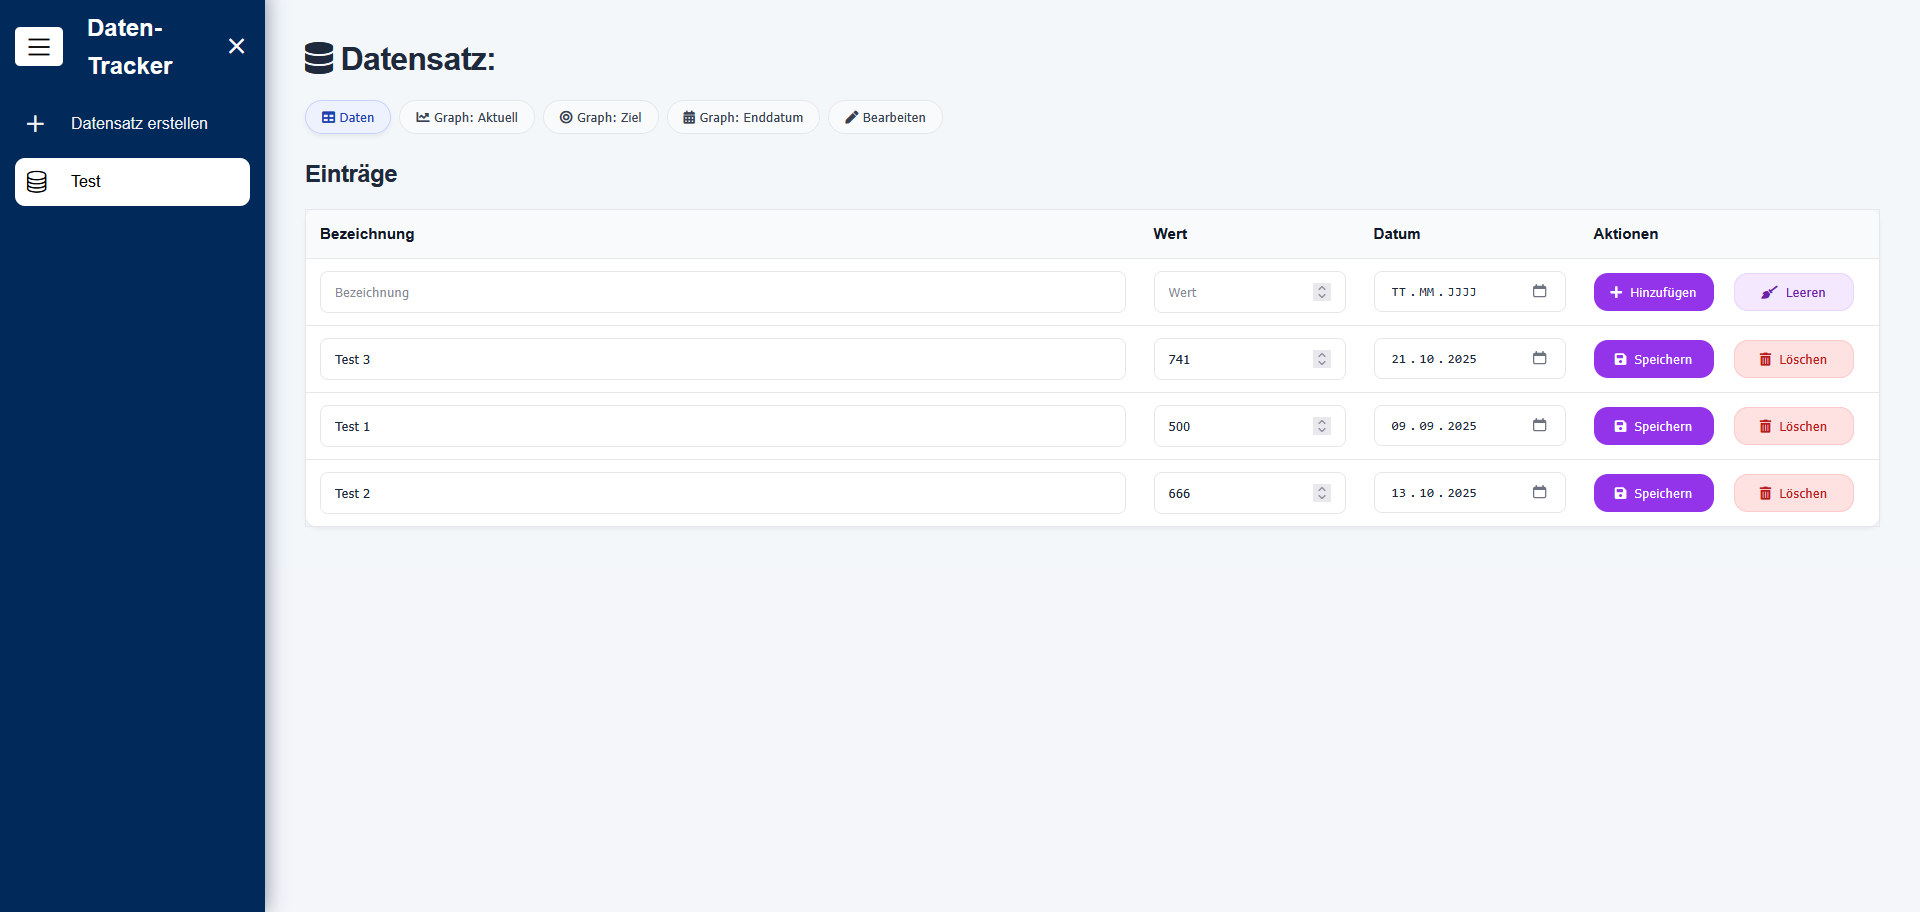 Daten-
Tracker
Datensatz erstellen
Test
Datensatz:
Daten
Graph: Aktuell
Graph: Ziel
Graph: Enddatum
Bearbeiten
Einträge
Bezeichnung Wert Datum Aktionen
Bezeichnung Wert TT.MM.JJJJ Hinzufügen Leeren
Test 3 741 21.10.2025 Speichern Löschen
Test 1 500 09.09.2025 Speichern Löschen
Test 2 666 13.10.2025 Speichern Löschen